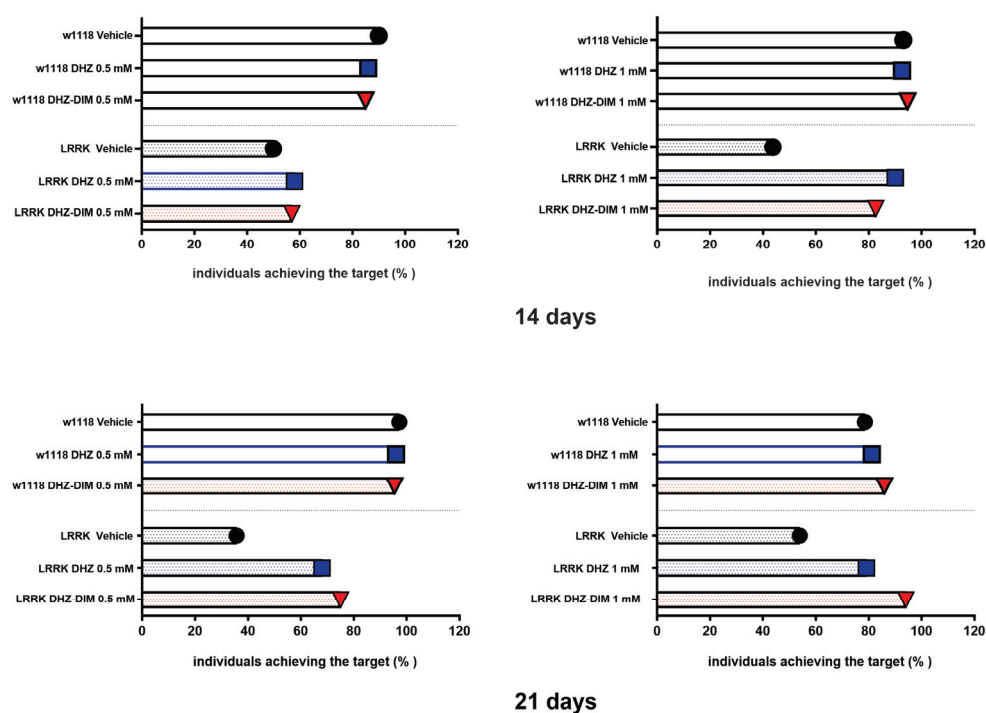 w1118 Vehicle
w1118 DHZ 0.5 mM
w1118 DHZ-DIM 0.5 mM
LRRK Vehicle
LRRK DHZ 0.5 mM
LRRK DHZ-DIM 0.5 mM
0 20 40 60 80 100 120
individuals achieving the target (% )
w1118 Vehicle
w1118 DHZ 1 mM
w1118 DHZ-DIM 1 mM
LRRK Vehicle
LRRK DHZ 1 mM
LRRK DHZ-DIM 1 mM
0 20 40 60 80 100 120
individuals achieving the target (% )
14 days
w1118 Vehicle
w1118 DHZ 0.5 mM
w1118 DHZ-DIM 0.5 mM
LRRK Vehicle
LRRK DHZ 0.5 mM
LRRK DHZ-DIM 0.5 mM
0 20 40 60 80 100 120
individuals achieving the target (% )
w1118 Vehicle
w1118 DHZ 1 mM
w1118 DHZ-DIM 1 mM
LRRK Vehicle
LRRK DHZ 1 mM
LRRK DHZ-DIM 1 mM
0 20 40 60 80 100 120
individuals achieving the target (% )
21 days